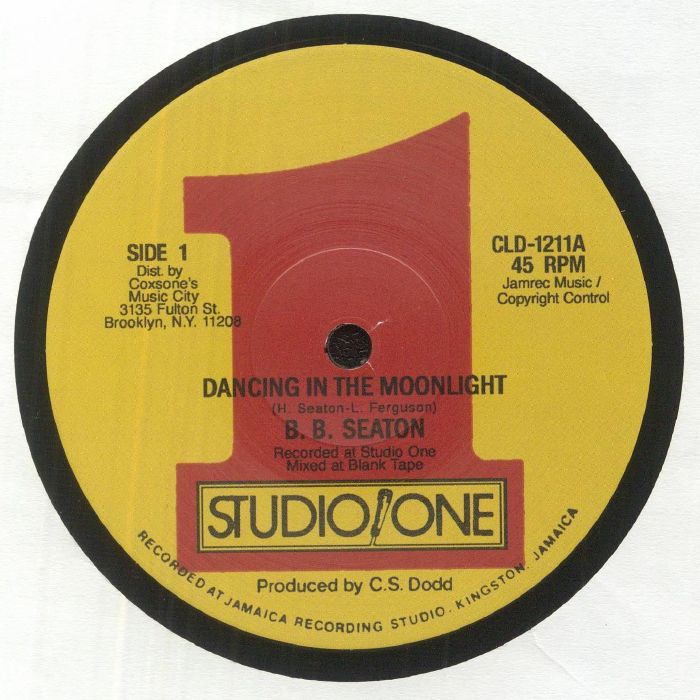 SIDE 1
Dist. by
Coxsone's
Music City
3135 Fulton St.
Brooklyn, N.Y. 11208
CLD-1211A
45 RPM
Jamrec Music /
Copyright Control
DANCING IN THE MOONLIGHT
(H. Seaton-L. Ferguson)
B. B. SEATON
Recorded at Studio One
Mixed at Blank Tape
1
STUDIO ONE
Produced by C.S. Dodd
RECORDED AT JAMAICA RECORDING STUDIO. KINGSTON, JAMAICA